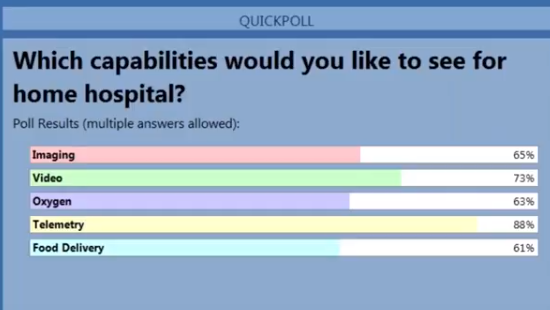 QUICKPOLL
Which capabilities would you like to see for
home hospital?
Poll Results (multiple answers allowed):
Imaging 65%
Video 73%
Oxygen 63%
Telemetry 88%
Food Delivery 61%